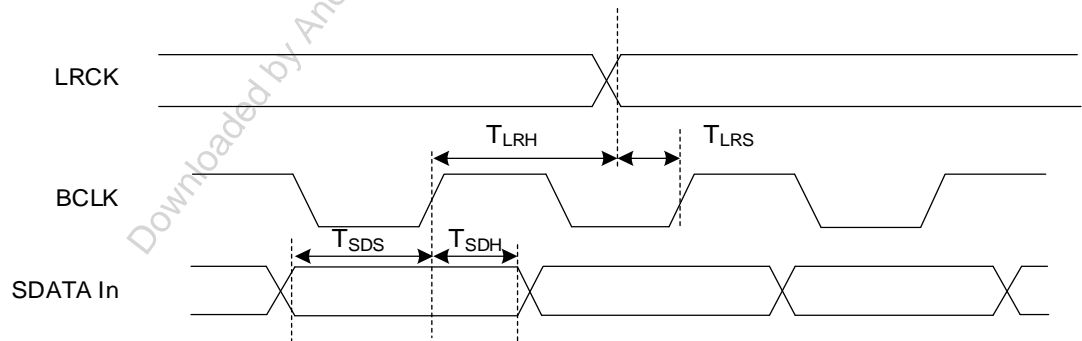 Downloaded by
LRCK
T_LRH
T_LRS
BCLK
T_SDS
T_SDH
SDATA In